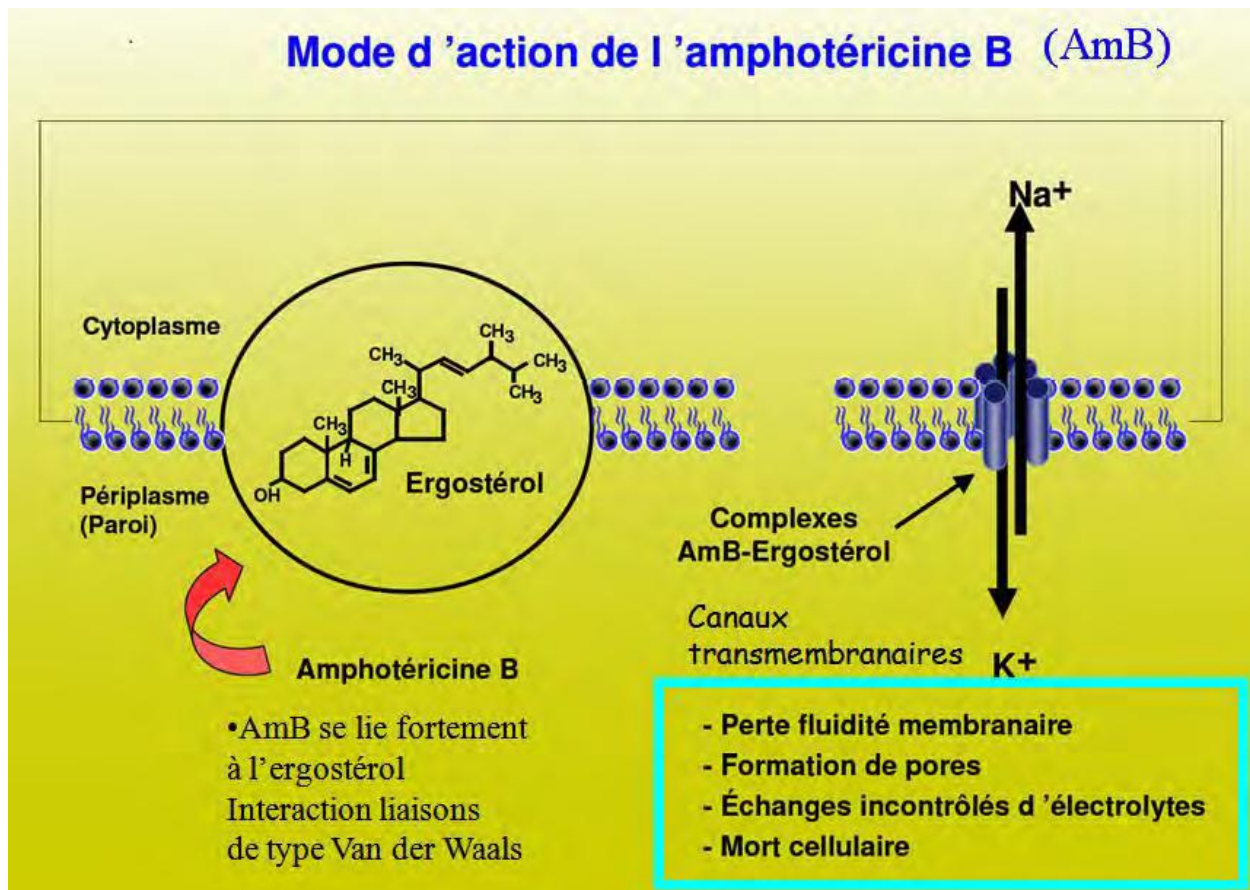 Mode d ’action de l ’amphotéricine B (AmB)
Na+
Cytoplasme
CH3
CH3
CH3
CH3
CH3
CH3
H
OH
Ergostérol
Périplasme
(Paroi)
Complexes
AmB-Ergostérol
Canaux
transmembranaires
K+
Amphotéricine B
•AmB se lie fortement
à l’ergostérol
Interaction liaisons
de type Van der Waals
- Perte fluidité membranaire
- Formation de pores
- Échanges incontrôlés d ’électrolytes
- Mort cellulaire